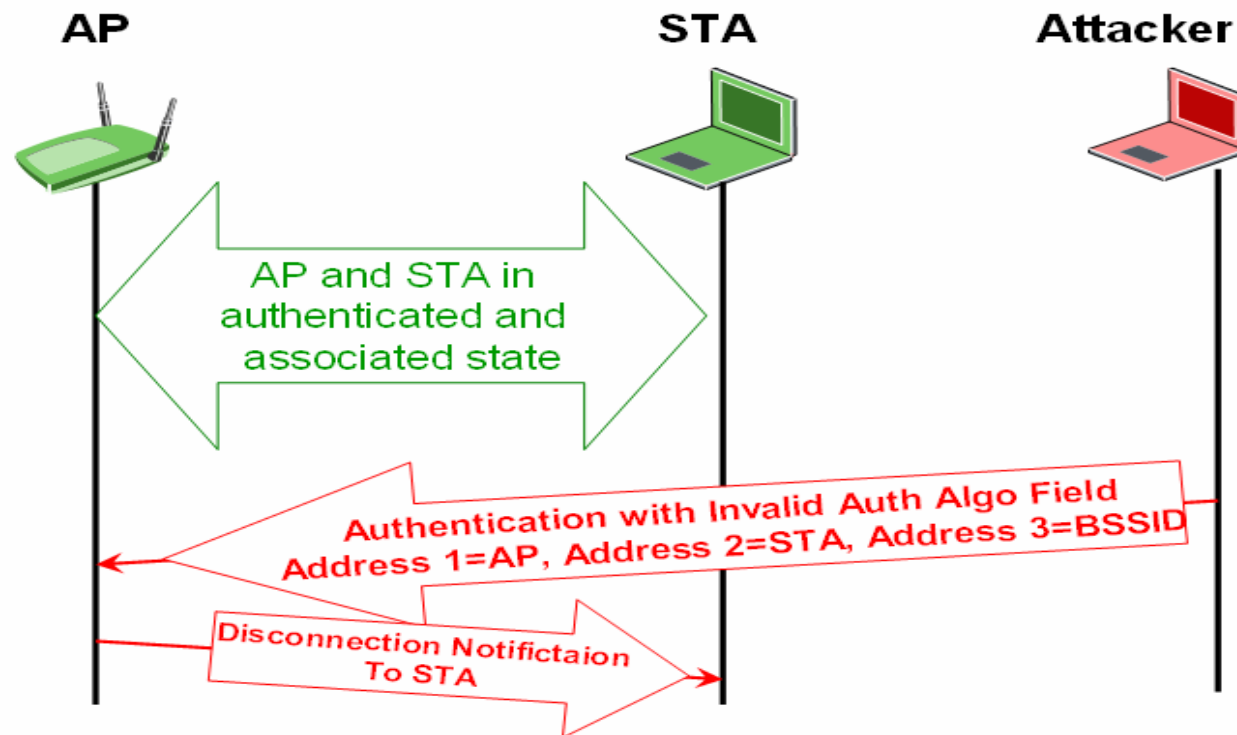 AP
STA
Attacker
AP and STA in
authenticated and
associated state
Authentication with Invalid Auth Algo Field
Address 1=AP, Address 2=STA, Address 3=BSSID
Disconnection Notifictaion
To STA